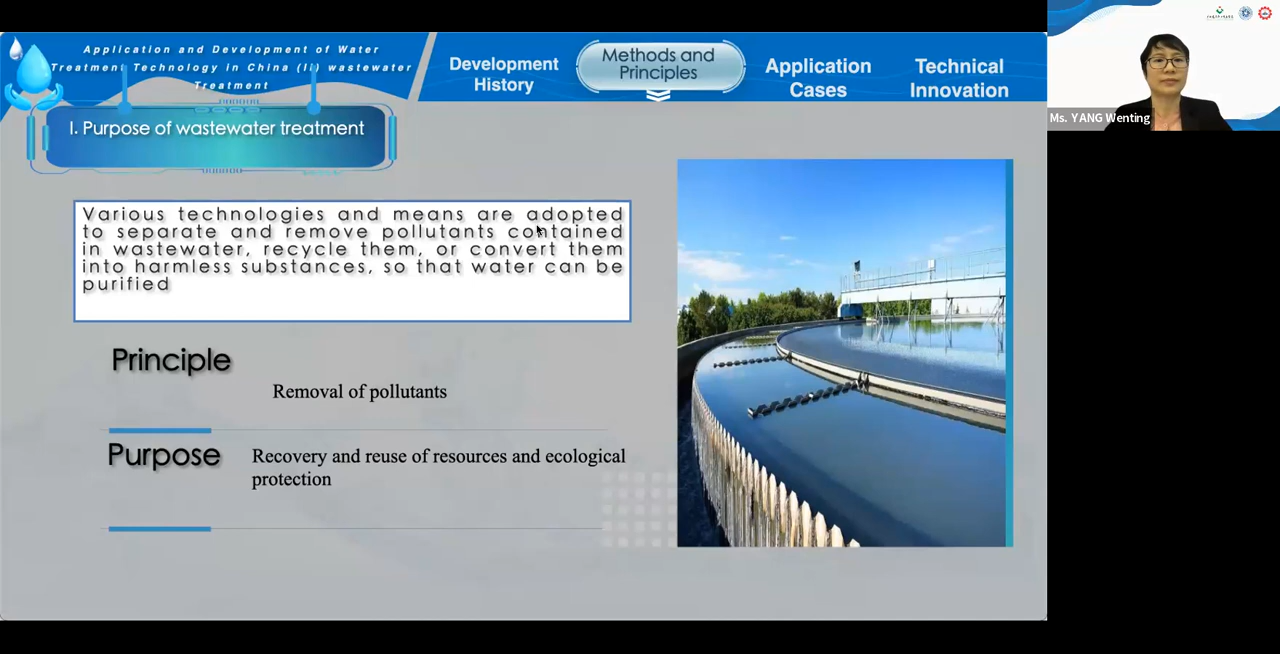 Application and Development of Water
Treatment Technology in China (II) wastewater
Treatment
Development
History
Methods and
Principles
Application
Cases
Technical
Innovation
I. Purpose of wastewater treatment
Various technologies and means are adopted
to separate and remove pollutants contained
in wastewater, recycle them, or convert them
into harmless substances, so that water can be
purified
Principle
Removal of pollutants
Purpose
Recovery and reuse of resources and ecological
protection
Ms. YANG Wenting